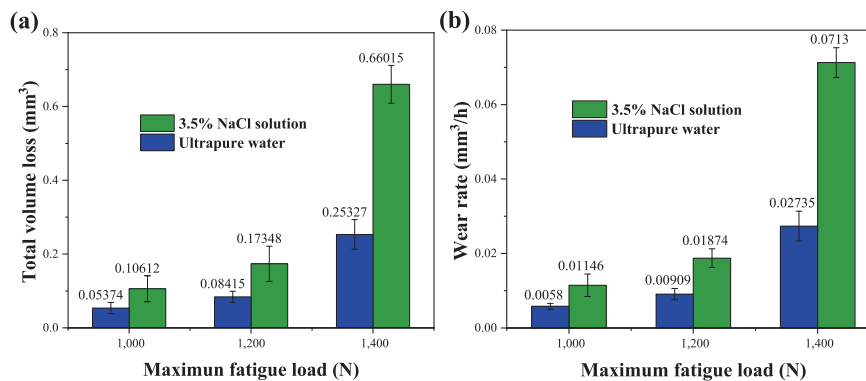 (a)
Total volume loss (mm³)
0.8
0.6
0.4
0.2
0.0
3.5% NaCl solution
Ultrapure water
0.05374
0.10612
0.08415
0.17348
0.25327
0.66015
1,000
1,200
1,400
Maximun fatigue load (N)
(b)
Wear rate (mm³/h)
0.08
0.06
0.04
0.02
0.00
3.5% NaCl solution
Ultrapure water
0.0058
0.01146
0.00909
0.01874
0.02735
0.0713
1,000
1,200
1,400
Maximum fatigue load (N)